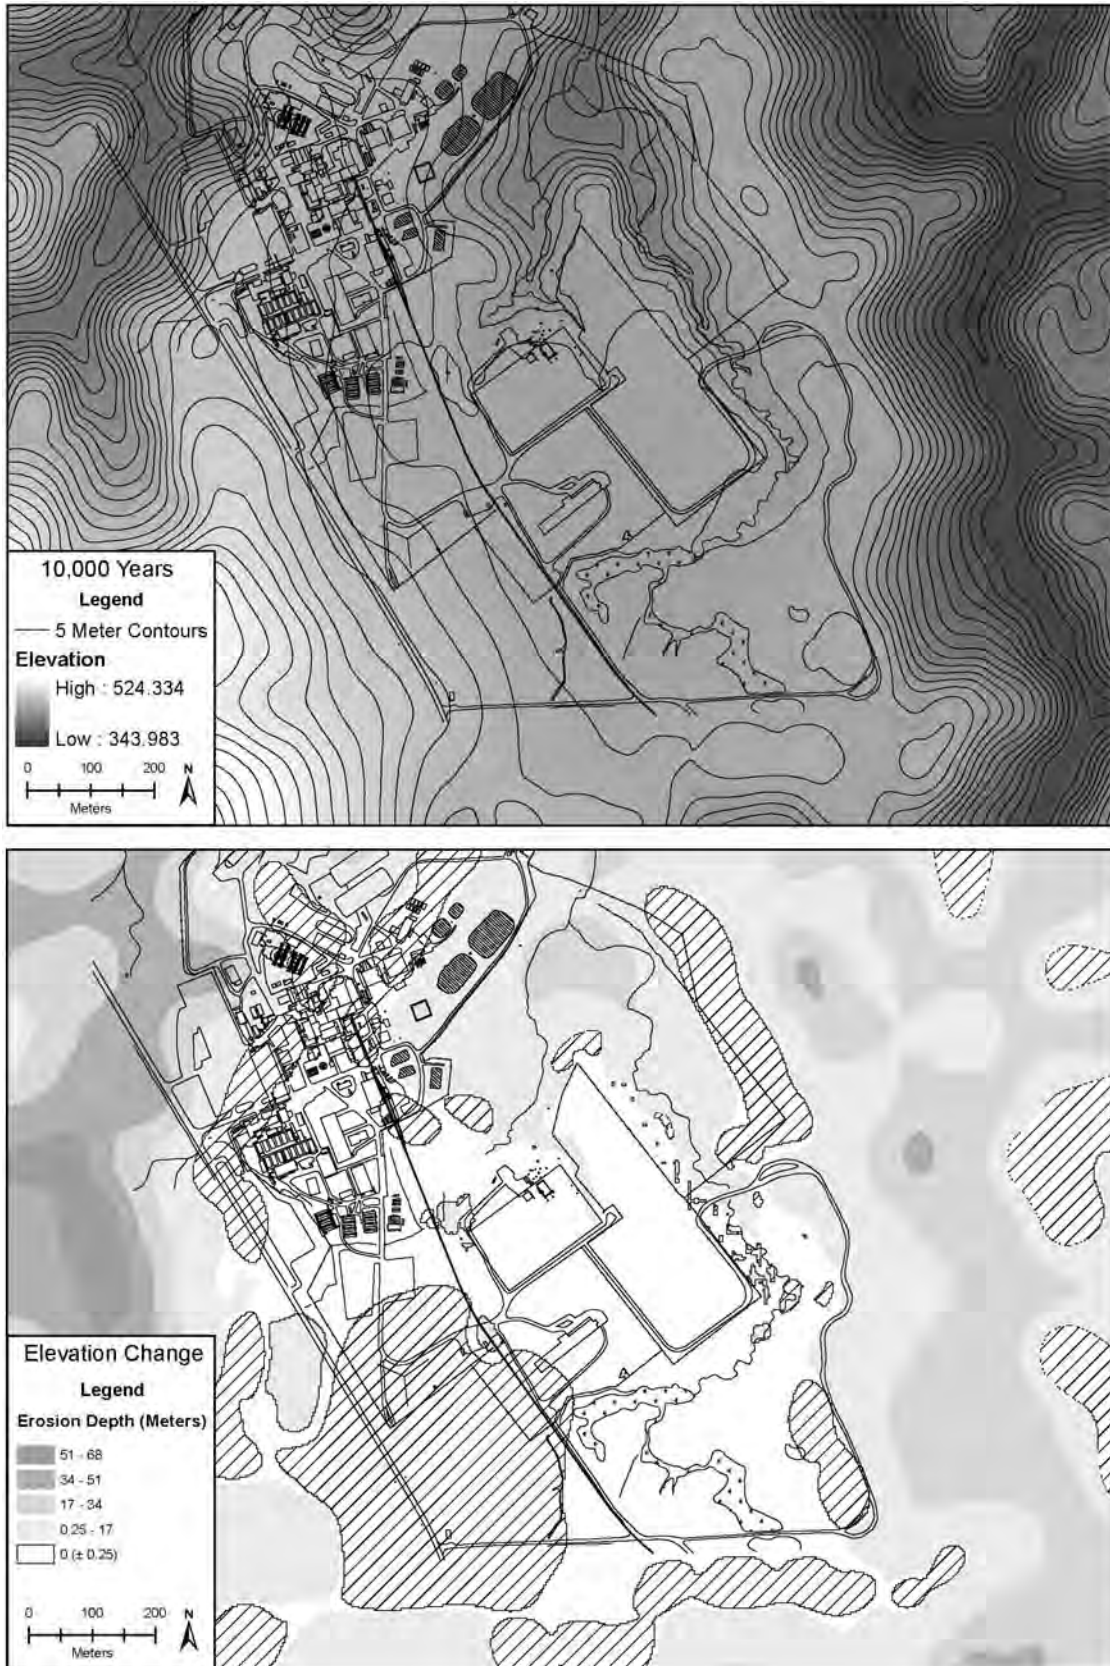 10,000 Years
Legend
5 Meter Contours
Elevation
High : 524.334
Low : 343.983
0 100 200 N
Meters
Elevation Change
Legend
Erosion Depth (Meters)
51 - 68
34 - 51
17 - 34
0.25 - 17
0 (± 0.25)
0 100 200 N
Meters